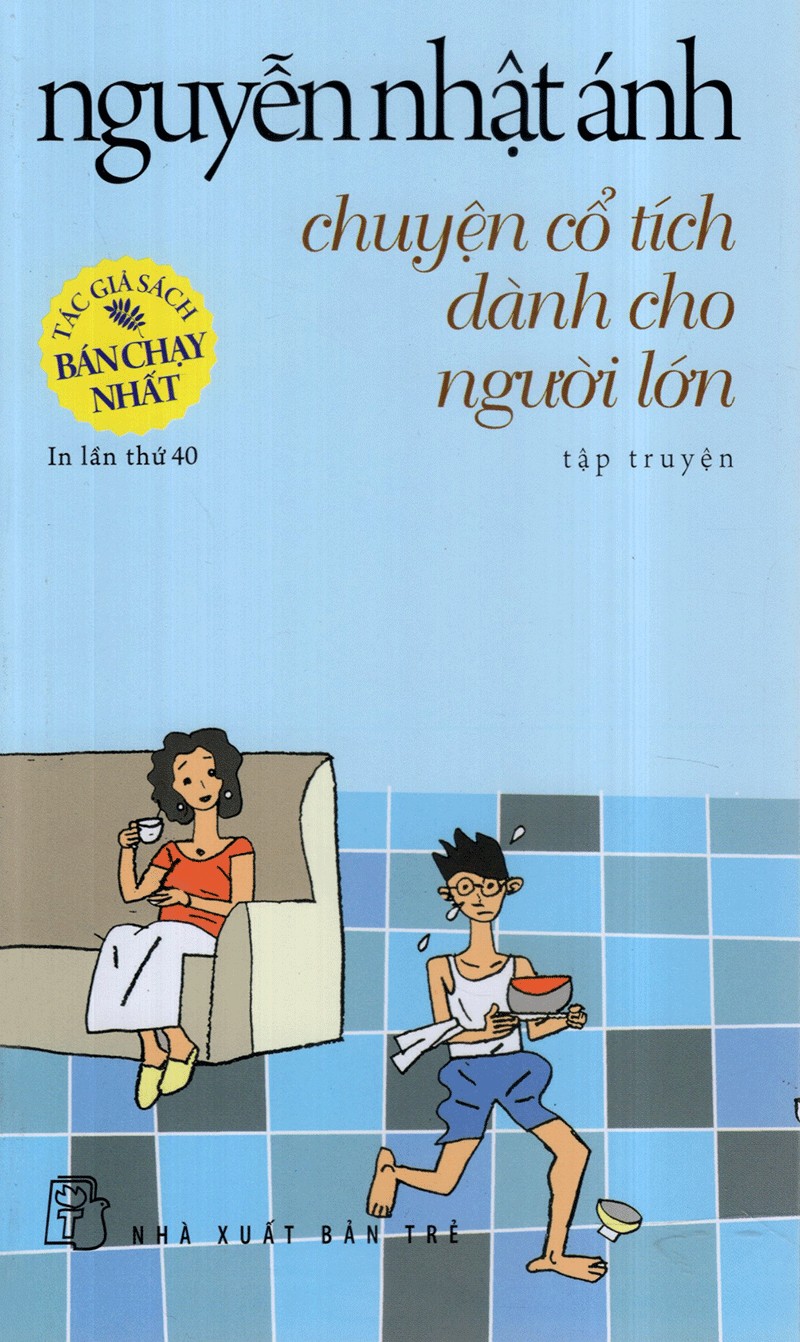 nguyễn nhật ánh
chuyện cổ tích
dành cho
người lớn
tập truyện
TÁC GIẢ SÁCH
BÁN CHẠY
NHẤT
In lần thứ 40
T
NHÀ XUẤT BẢN TRẺ